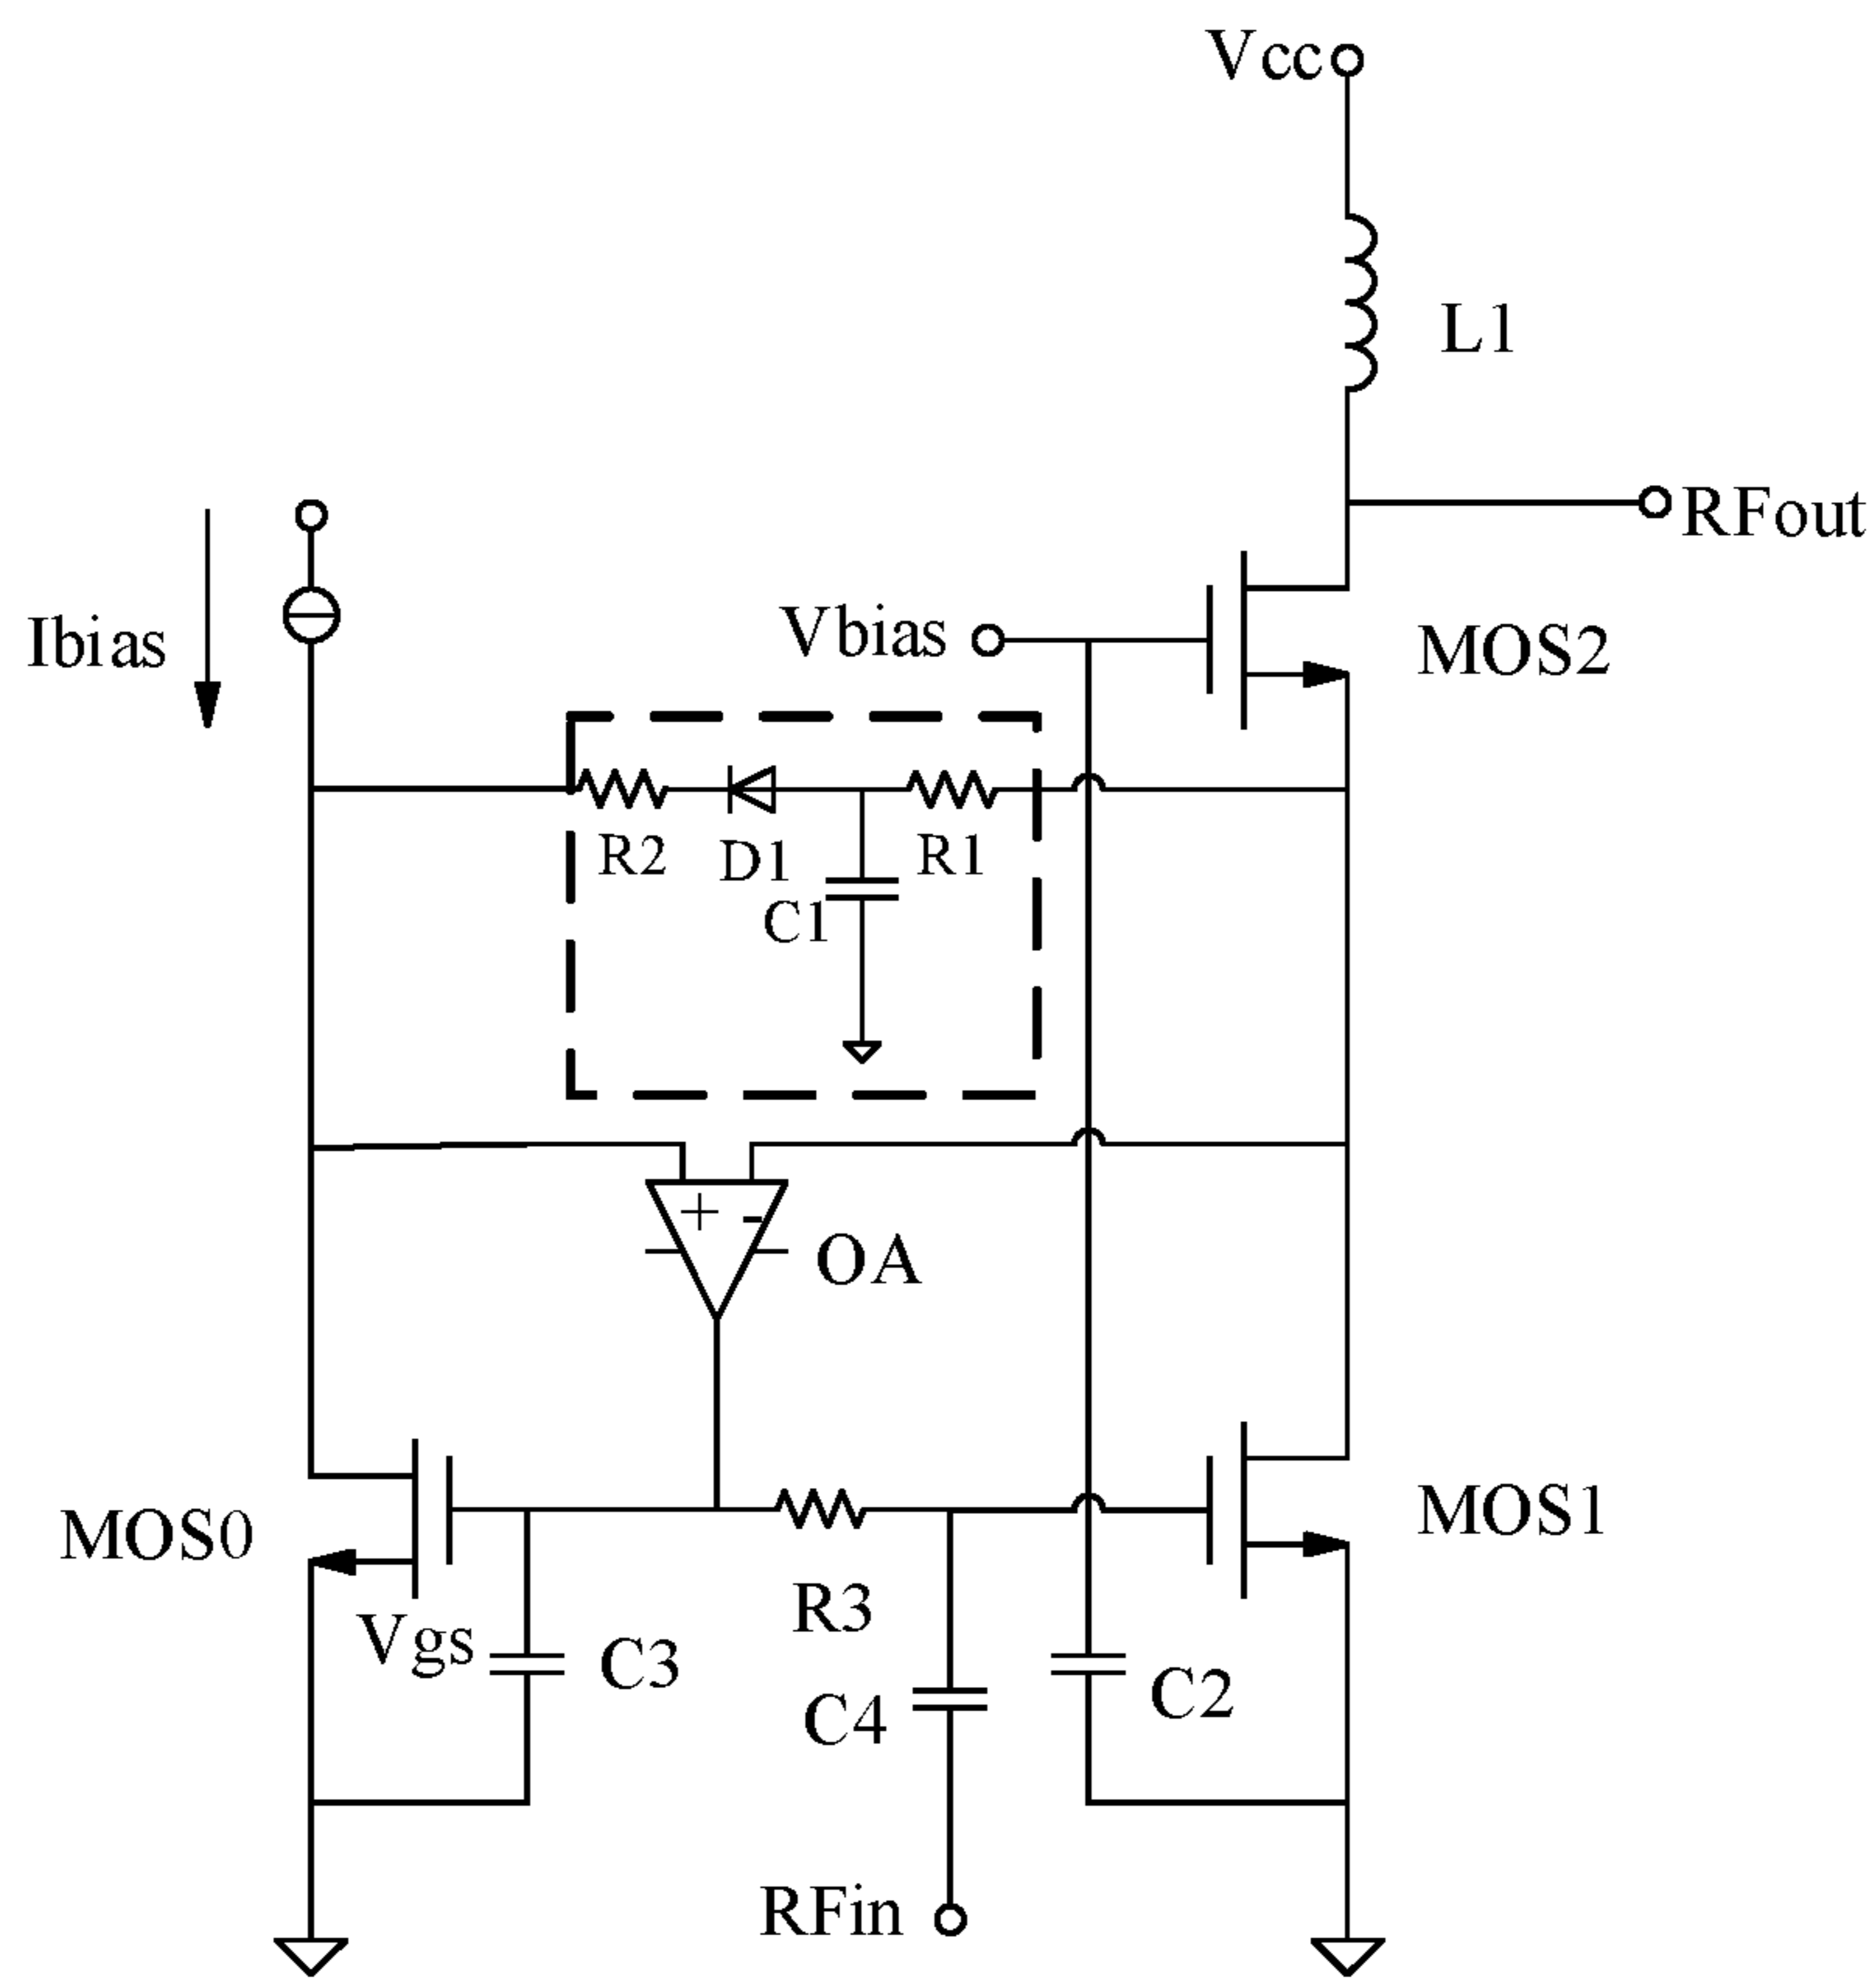 Vcc
L1
RFout
Ibias
Vbias
MOS2
R2
D1
R1
C1
+
-
OA
MOS0
MOS1
Vgs
R3
C3
C4
C2
RFin